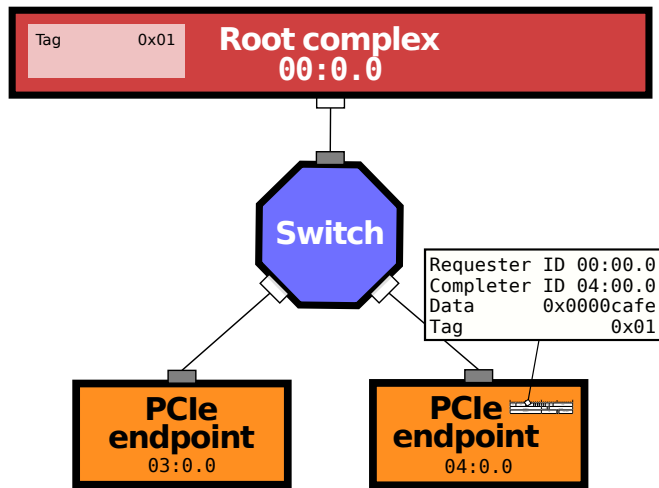 Tag 0x01
Root complex
00:0.0
Switch
Requester ID 00:00.0
Completer ID 04:00.0
Data 0x0000cafe
Tag 0x01
PCIe
endpoint
03:0.0
PCIe
endpoint
04:0.0